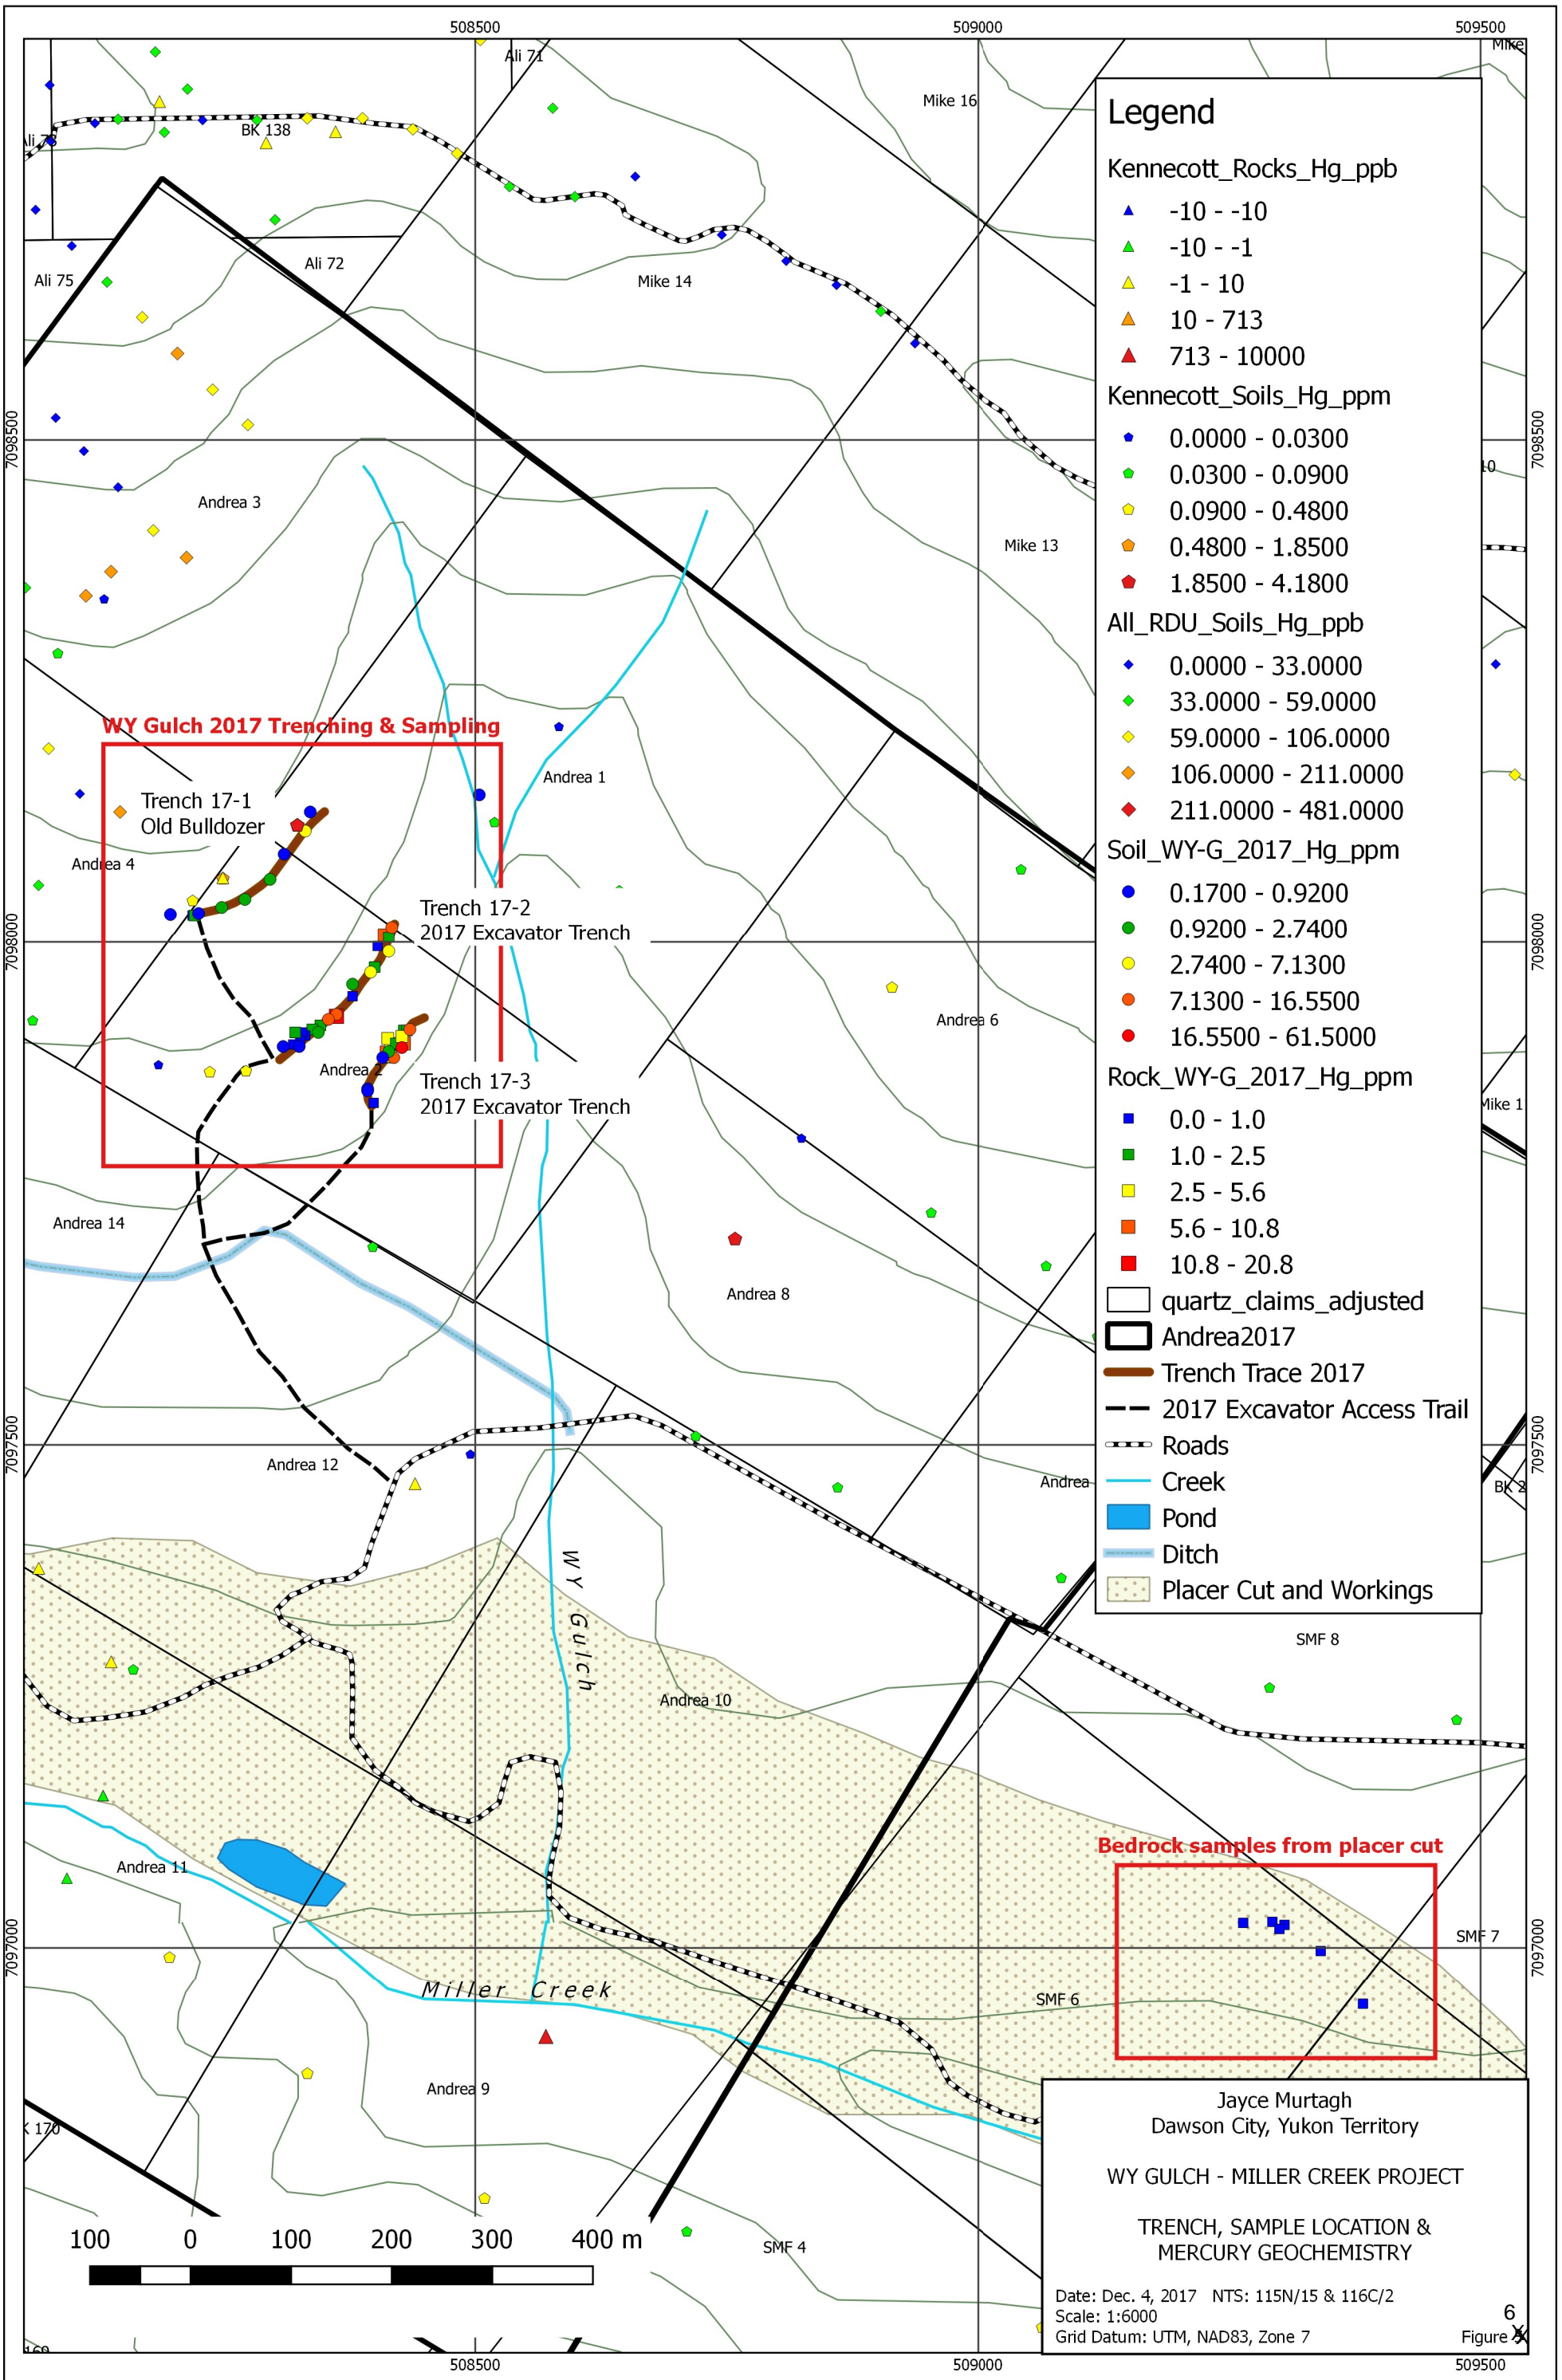 508500
509000
509500
Ali 71
Mike
Mike 16
BK 138
Ali 75
Ali 72
Mike 14
7098500
7098500
10
Andrea 3
Mike 13
WY Gulch 2017 Trenching & Sampling
Andrea 1
Trench 17-1
Old Bulldozer
Andrea 4
Trench 17-2
2017 Excavator Trench
7098000
7098000
Andrea 6
Andrea 2
Trench 17-3
2017 Excavator Trench
Mike 1
Andrea 14
Andrea 8
7097500
7097500
Andrea 12
Andrea
BK 2
WY Gulch
Andrea 10
SMF 8
Legend
Kennecott_Rocks_Hg_ppb
-10 - -10
-10 - -1
-1 - 10
10 - 713
713 - 10000
Kennecott_Soils_Hg_ppm
0.0000 - 0.0300
0.0300 - 0.0900
0.0900 - 0.4800
0.4800 - 1.8500
1.8500 - 4.1800
All_RDU_Soils_Hg_ppb
0.0000 - 33.0000
33.0000 - 59.0000
59.0000 - 106.0000
106.0000 - 211.0000
211.0000 - 481.0000
Soil_WY-G_2017_Hg_ppm
0.1700 - 0.9200
0.9200 - 2.7400
2.7400 - 7.1300
7.1300 - 16.5500
16.5500 - 61.5000
Rock_WY-G_2017_Hg_ppm
0.0 - 1.0
1.0 - 2.5
2.5 - 5.6
5.6 - 10.8
10.8 - 20.8
quartz_claims_adjusted
Andrea2017
Trench Trace 2017
2017 Excavator Access Trail
Roads
Creek
Pond
Ditch
Placer Cut and Workings
Bedrock samples from placer cut
Andrea 11
7097000
7097000
SMF 7
Miller Creek
SMF 6
Andrea 9
K 170
SMF 4
100 0 100 200 300 400 m
Jayce Murtagh
Dawson City, Yukon Territory
WY GULCH - MILLER CREEK PROJECT
TRENCH, SAMPLE LOCATION &
MERCURY GEOCHEMISTRY
Date: Dec. 4, 2017 NTS: 115N/15 & 116C/2
Scale: 1:6000
6
Grid Datum: UTM, NAD83, Zone 7
Figure
508500
509000
509500